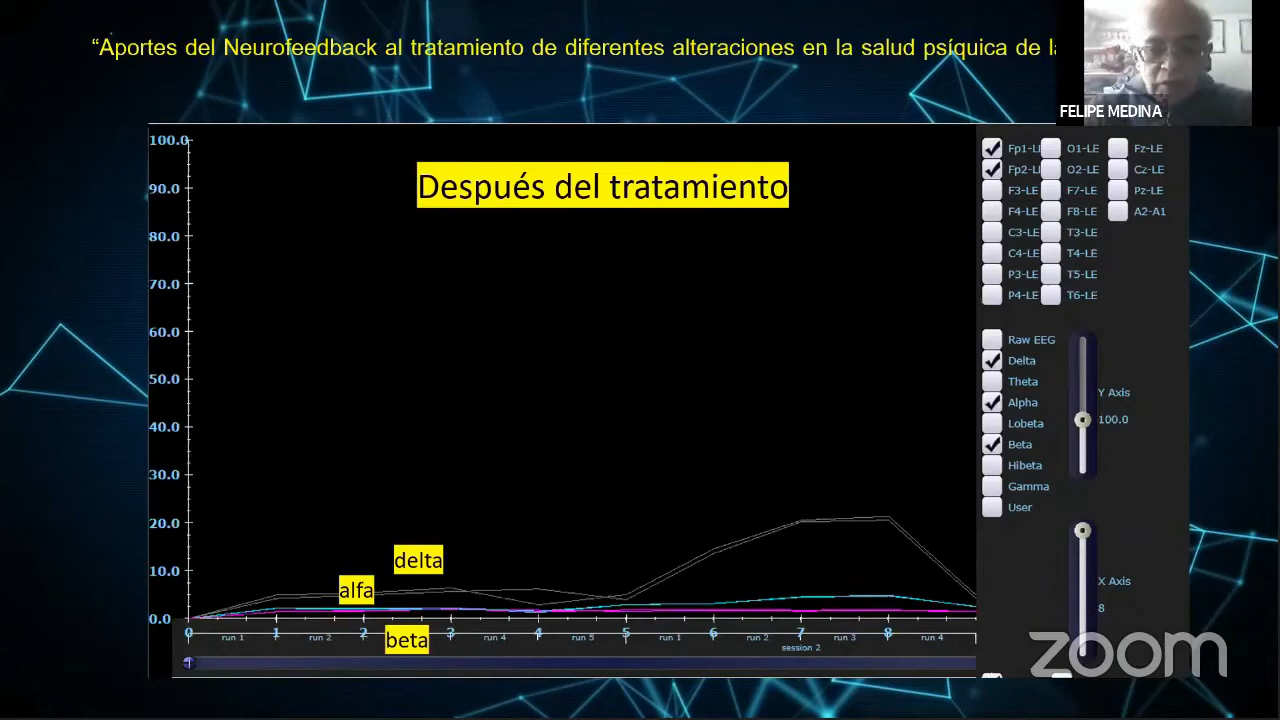 “Aportes del Neurofeedback al tratamiento de diferentes alteraciones en la salud psíquica de la
FELIPE MEDINA
Después del tratamiento
100.0
90.0
80.0
70.0
60.0
50.0
40.0
30.0
20.0
10.0
0.0
delta
alfa
beta
0 1 2 3 4 5 6 7 8
run 1 run 2 run 4 run 5 run 1 run 2 run 3 run 4
session 2
Fp1-LE O1-LE Fz-LE
Fp2-LE O2-LE Cz-LE
F3-LE F7-LE Pz-LE
F4-LE F8-LE A2-A1
C3-LE T3-LE
C4-LE T4-LE
P3-LE T5-LE
P4-LE T6-LE
Raw EEG
Delta
Theta
Alpha
Lobeta
Beta
Hibeta
Gamma
User
Y Axis
100.0
X Axis
8
zoom